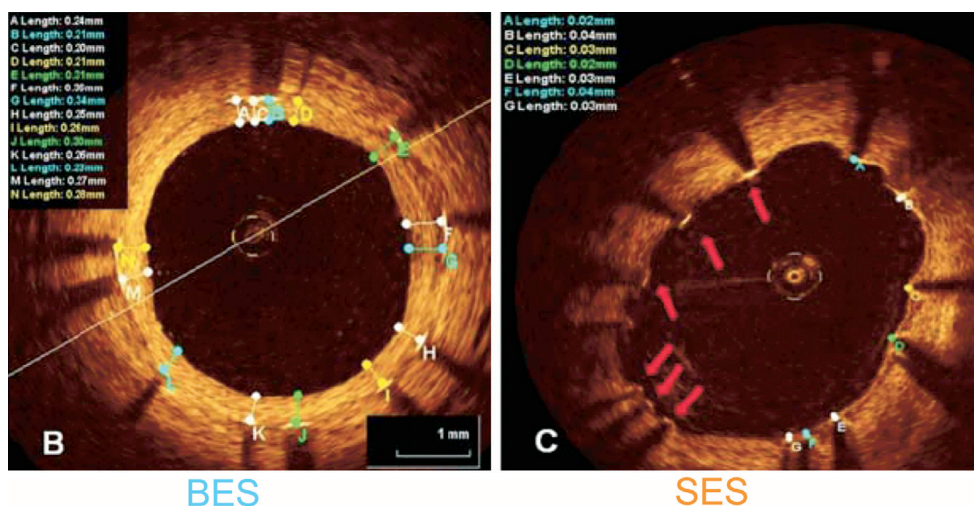 A Length: 0.24mm
B Length: 0.21mm
C Length: 0.20mm
D Length: 0.21mm
E Length: 0.31mm
F Length: 0.36mm
G Length: 0.34mm
H Length: 0.25mm
I Length: 0.26mm
J Length: 0.30mm
K Length: 0.26mm
L Length: 0.23mm
M Length: 0.27mm
N Length: 0.28mm
A C B D
E
F
G
N
M
H
L
I
K
J
B
1 mm
BES
A Length: 0.02mm
B Length: 0.04mm
C Length: 0.03mm
D Length: 0.02mm
E Length: 0.03mm
F Length: 0.04mm
G Length: 0.03mm
A
B
C
D
E
G F
C
SES